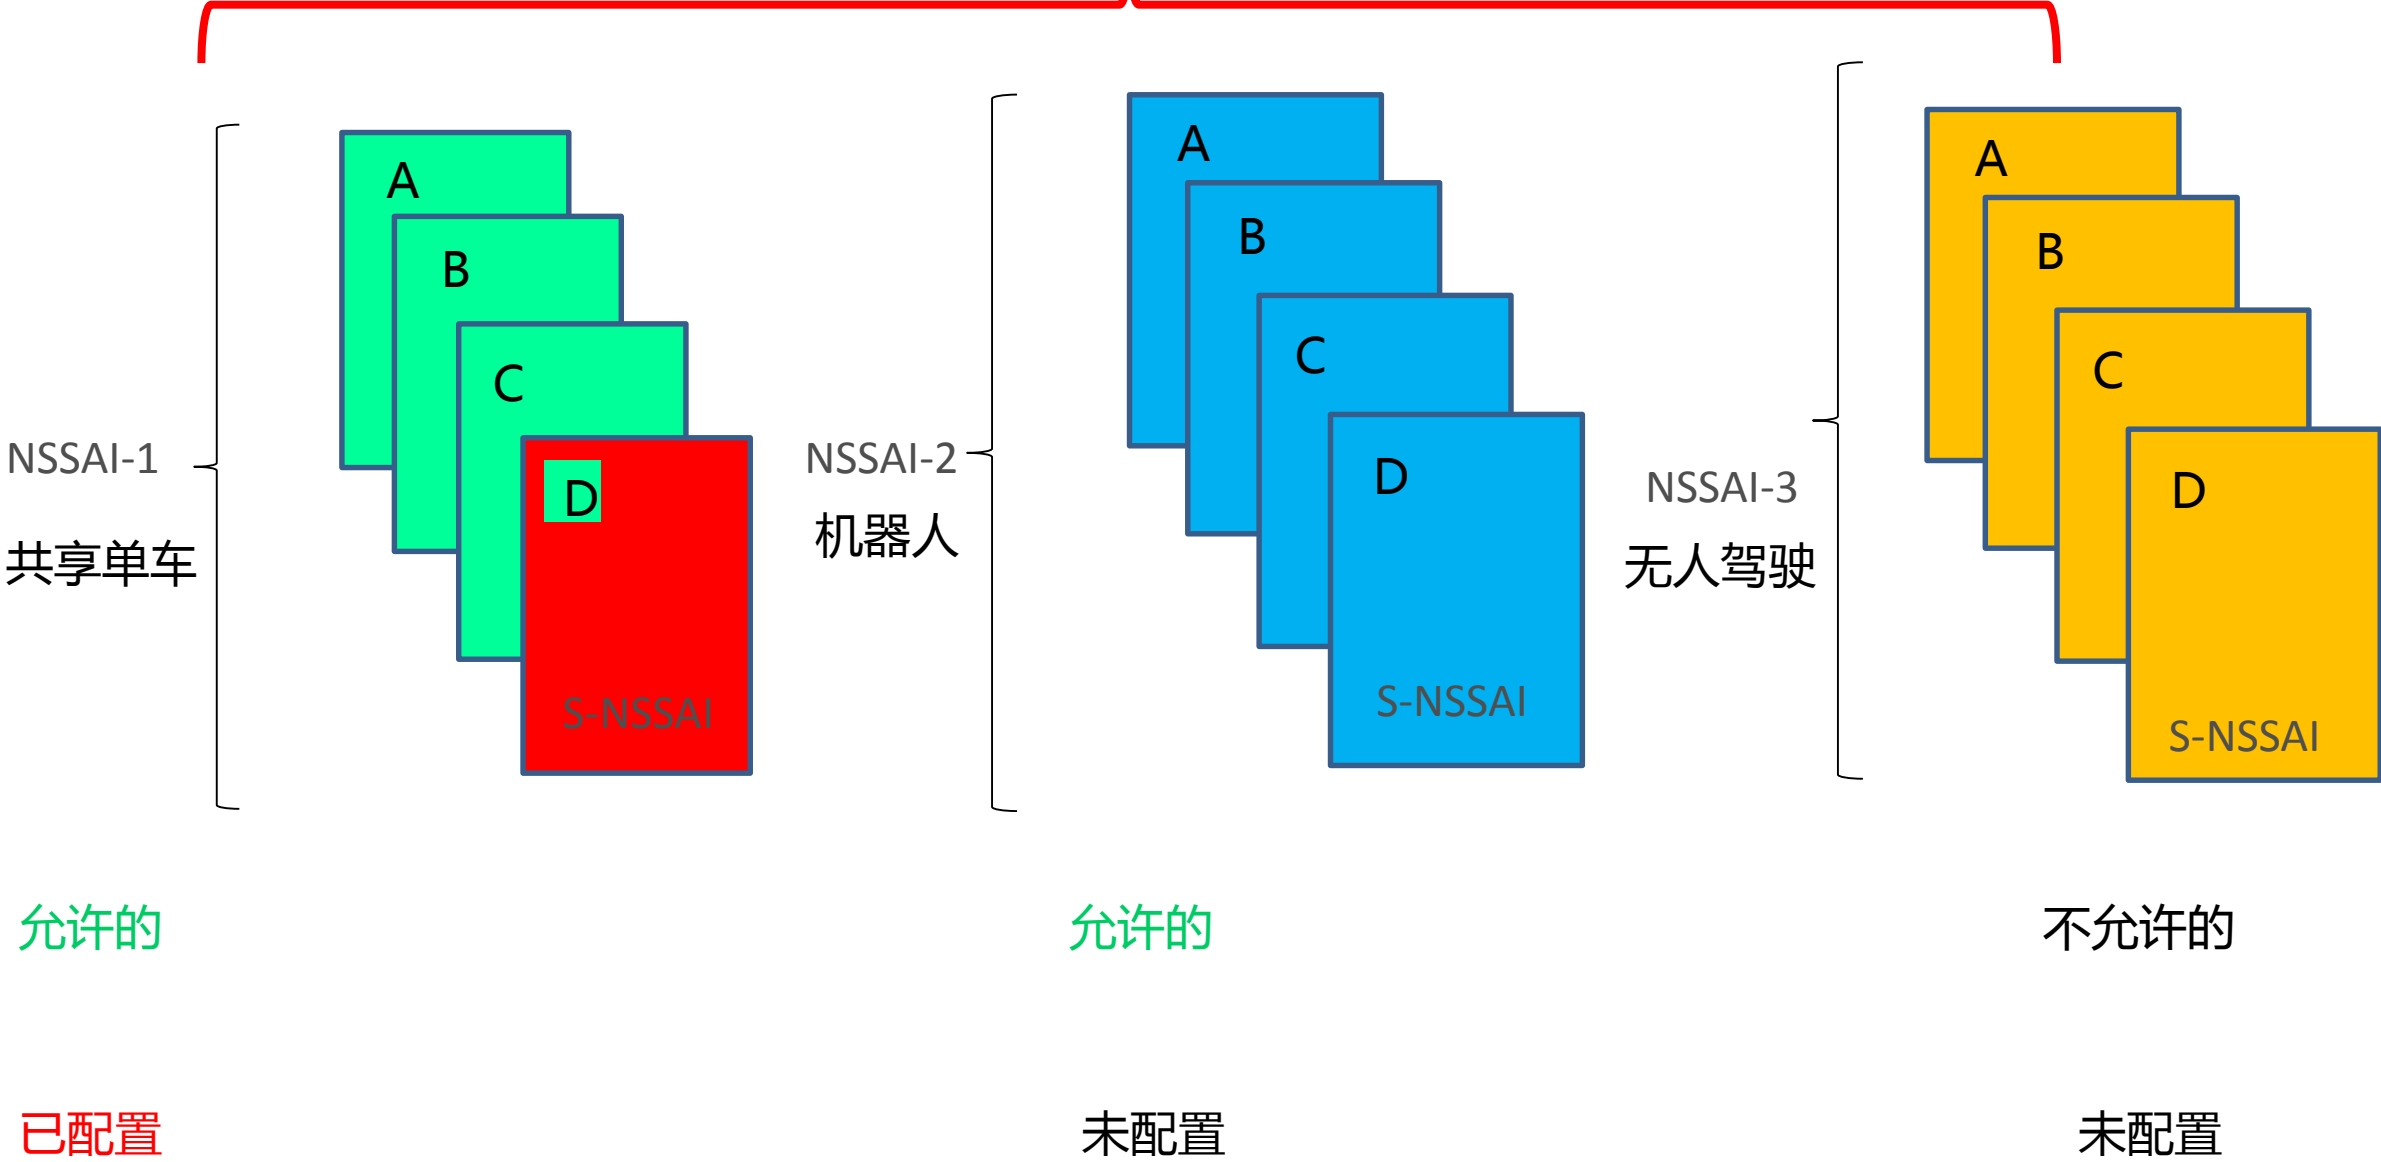 A
B
C
D
S-NSSAI
NSSAI-1
共享单车
A
B
C
D
S-NSSAI
NSSAI-2
机器人
A
B
C
D
S-NSSAI
NSSAI-3
无人驾驶
允许的
允许的
不允许的
已配置
未配置
未配置